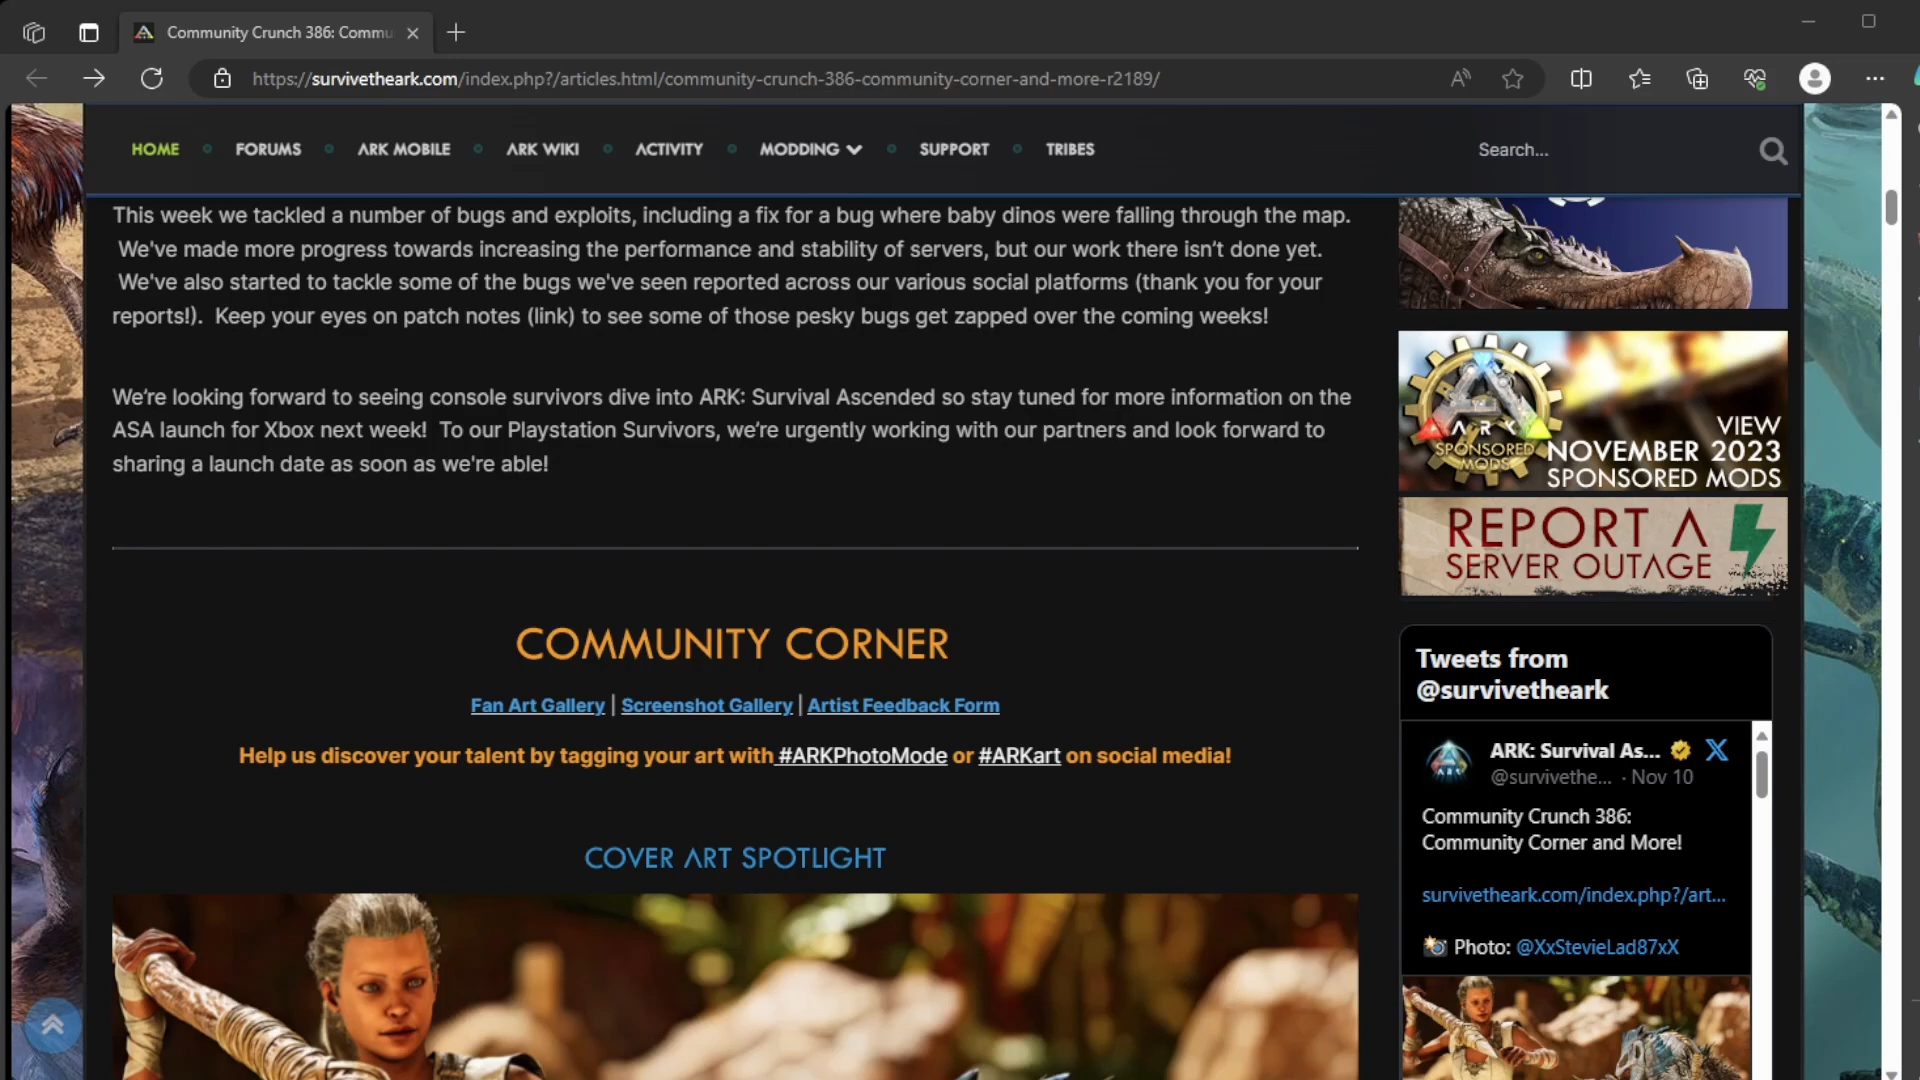 Community Crunch 386: Commu
https://survivetheark.com/index.php?/articles.html/community-crunch-386-community-corner-and-more-r2189/
HOME FORUMS ARK MOBILE ARK WIKI ACTIVITY MODDING SUPPORT TRIBES
Search...
This week we tackled a number of bugs and exploits, including a fix for a bug where baby dinos were falling through the map.
We've made more progress towards increasing the performance and stability of servers, but our work there isn't done yet.
We've also started to tackle some of the bugs we've seen reported across our various social platforms (thank you for your
reports!). Keep your eyes on patch notes (link) to see some of those pesky bugs get zapped over the coming weeks!
We're looking forward to seeing console survivors dive into ARK: Survival Ascended so stay tuned for more information on the
ASA launch for Xbox next week! To our Playstation Survivors, we're urgently working with our partners and look forward to
sharing a launch date as soon as we're able!
COMMUNITY CORNER
Fan Art Gallery | Screenshot Gallery | Artist Feedback Form
Help us discover your talent by tagging your art with #ARKPhotoMode or #ARKart on social media!
COVER ART SPOTLIGHT
ARK
SPONSORED
MODS
VIEW
NOVEMBER 2023
SPONSORED MODS
REPORT A
SERVER OUTAGE
Tweets from
@survivetheark
ARK: Survival As...
@survivethe... · Nov 10
Community Crunch 386:
Community Corner and More!
survivetheark.com/index.php?/art...
Photo: @XxStevieLad87xX